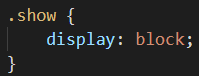 .show {
    display: block;
}